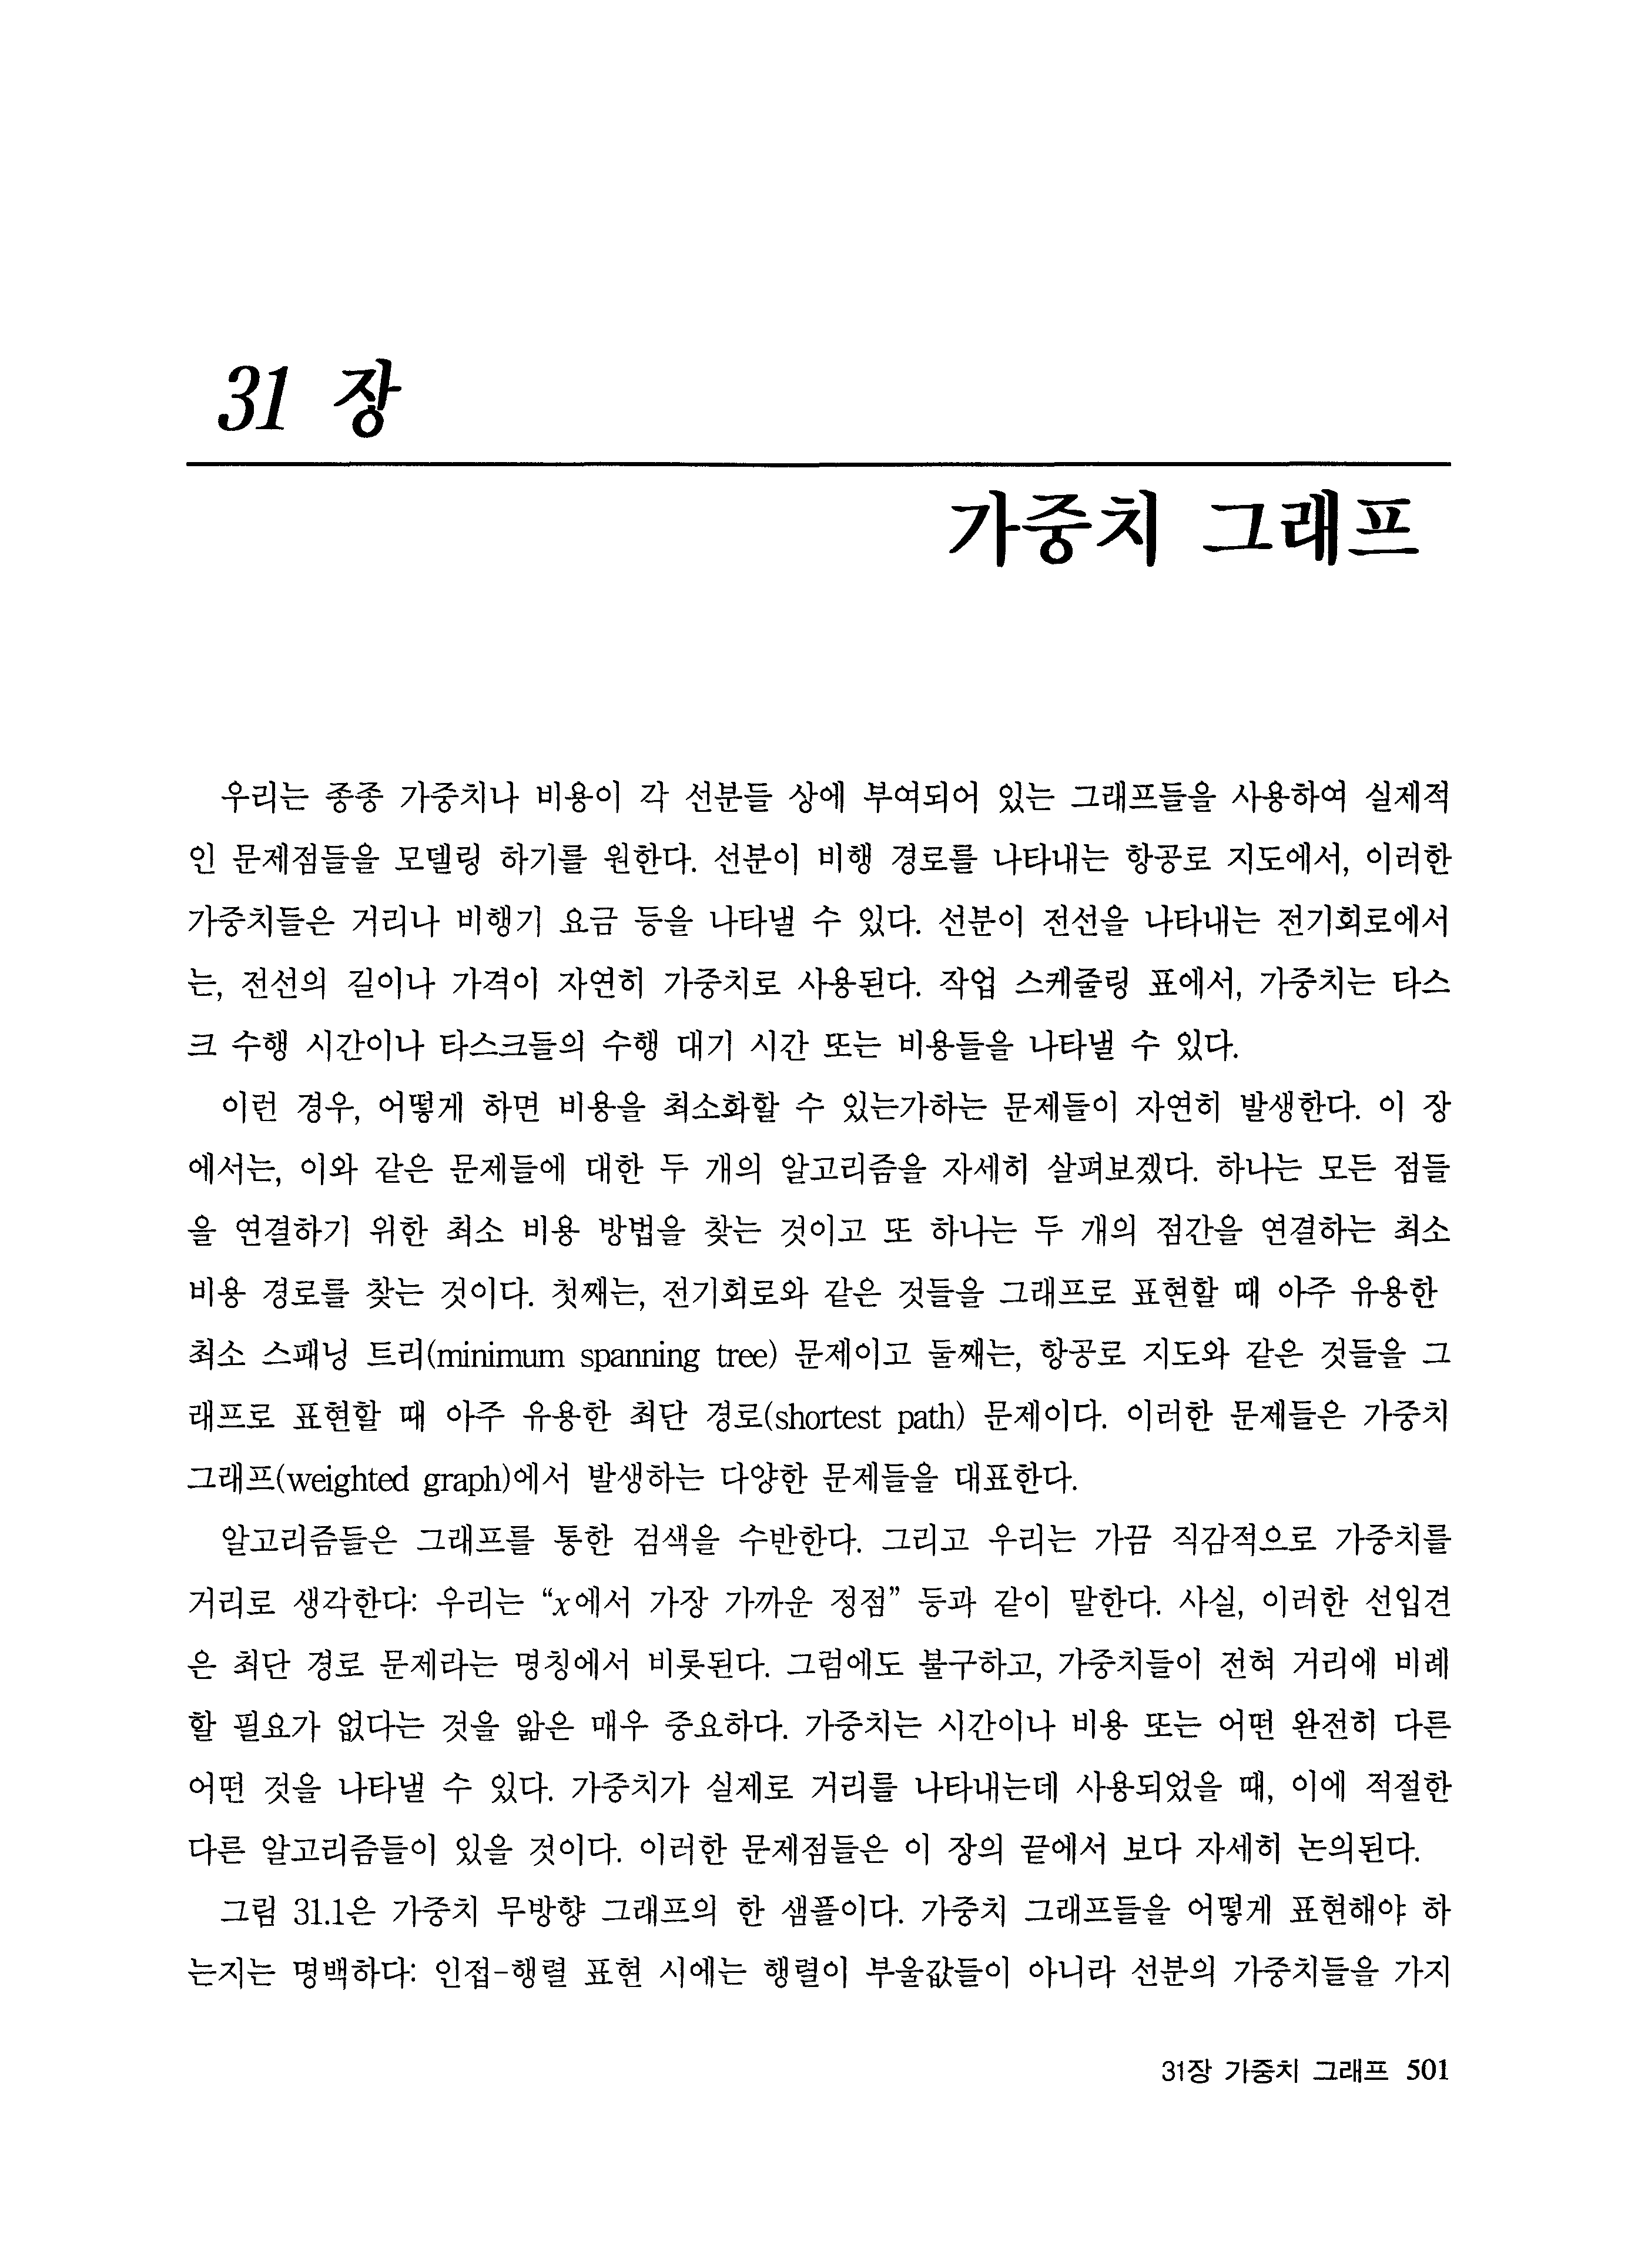 31 장
가중치 그래프
우리는 종종 가중치나 비용이 각 선분들 상에 부여되어 있는 그래프들을 사용하여 실제적
인 문제점들을 모델링 하기를 원한다. 선분이 비행 경로를 나타내는 항공로 지도에서, 이러한
가중치들은 거리나 비행기 요금 등을 나타낼 수 있다. 선분이 전선을 나타내는 전기회로에서
는, 전선의 길이나 가격이 자연히 가중치로 사용된다. 작업 스케줄링 표에서, 가중치는 타스
크 수행 시간이나 타스크들의 수행 대기 시간 또는 비용들을 나타낼 수 있다.
이런 경우, 어떻게 하면 비용을 최소화할 수 있는가하는 문제들이 자연히 발생한다. 이 장
에서는, 이와 같은 문제들에 대한 두 개의 알고리즘을 자세히 살펴보겠다. 하나는 모든 점들
을 연결하기 위한 최소 비용 방법을 찾는 것이고 또 하나는 두 개의 점간을 연결하는 최소
비용 경로를 찾는 것이다. 첫째는, 전기회로와 같은 것들을 그래프로 표현할 때 아주 유용한
최소 스패닝 트리(minimum spanning tree) 문제이고 둘째는, 항공로 지도와 같은 것들을 그
래프로 표현할 때 아주 유용한 최단 경로(shortest path) 문제이다. 이러한 문제들은 가중치
그래프(weighted graph)에서 발생하는 다양한 문제들을 대표한다.
알고리즘들은 그래프를 통한 검색을 수반한다. 그리고 우리는 가끔 직감적으로 가중치를
거리로 생각한다: 우리는 “x에서 가장 가까운 정점” 등과 같이 말한다. 사실, 이러한 선입견
은 최단 경로 문제라는 명칭에서 비롯된다. 그럼에도 불구하고, 가중치들이 전혀 거리에 비례
할 필요가 없다는 것을 앎은 매우 중요하다. 가중치는 시간이나 비용 또는 어떤 완전히 다른
어떤 것을 나타낼 수 있다. 가중치가 실제로 거리를 나타내는데 사용되었을 때, 이에 적절한
다른 알고리즘들이 있을 것이다. 이러한 문제점들은 이 장의 끝에서 보다 자세히 논의된다.
그림 31.1은 가중치 무방향 그래프의 한 샘플이다. 가중치 그래프들을 어떻게 표현해야 하
는지는 명백하다: 인접-행렬 표현 시에는 행렬이 부울값들이 아니라 선분의 가중치들을 가지
31장 가중치 그래프 501